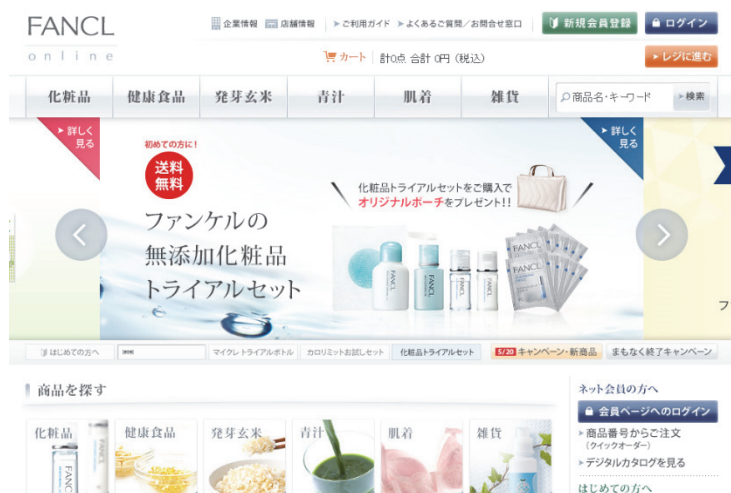 FANCL
online
企業情報
店舗情報
ご利用ガイド
よくあるご質問／お問合せ窓口
新規会員登録
ログイン
カート
計0点 合計 0円 (税込)
レジに進む
化粧品
健康食品
発芽玄米
青汁
肌着
雑貨
商品名・キーワード
検索
詳しく
見る
初めての方に！
送料
無料
ファンケルの
無添加化粧品
トライアルセット
化粧品トライアルセットをご購入で
オリジナルポーチをプレゼント!!
FANCL
FANCL
FANCL
FANCL
FANCL
FANCL
詳しく
見る
フ
はじめての方へ
マイクレ トライアルボトル
カロリミットお試しセット
化粧品トライアルセット
5/20 キャンペーン・新商品
まもなく終了キャンペーン
商品を探す
化粧品
健康食品
発芽玄米
青汁
肌着
雑貨
FANCL
ネット会員の方へ
会員ページへのログイン
商品番号からご注文
(クイックオーダー)
デジタルカタログを見る
はじめての方へ